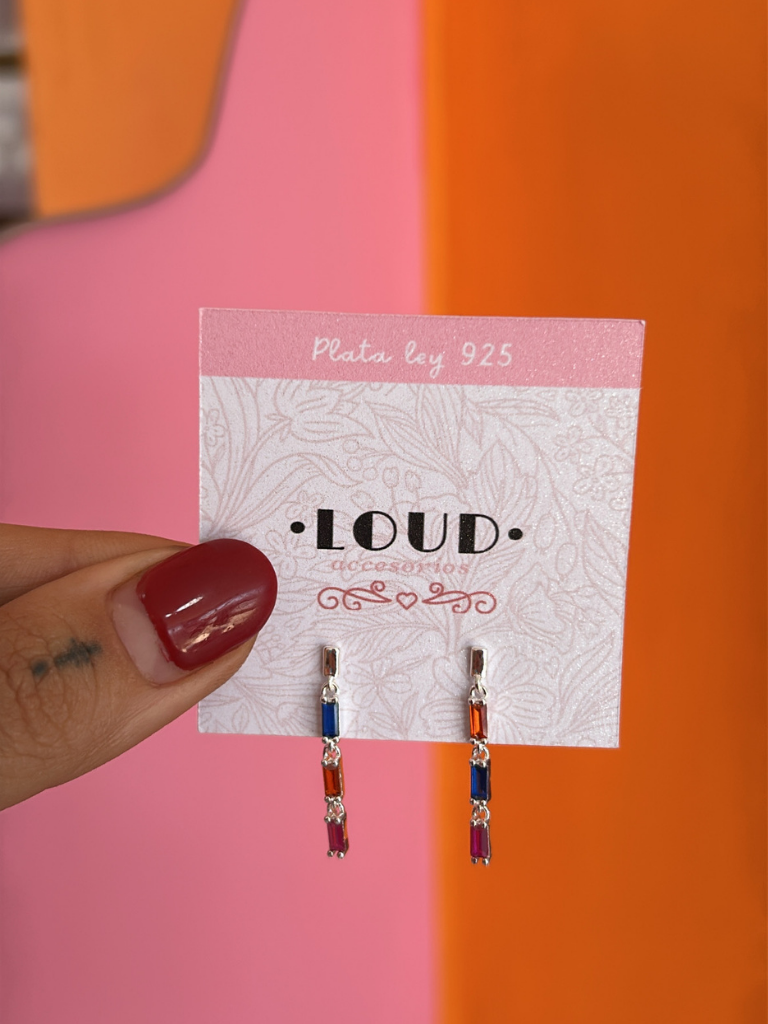 Plata ley 925
•LOUD•
accesorios